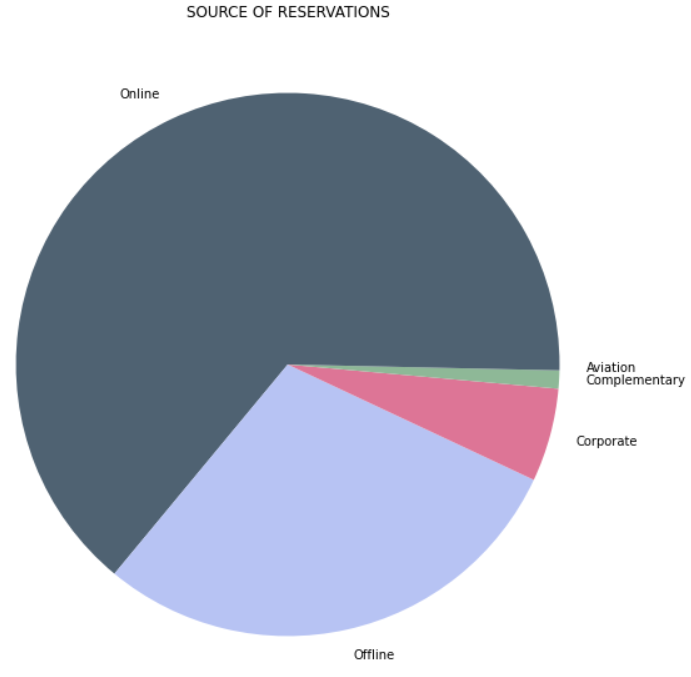 SOURCE OF RESERVATIONS
Online
Aviation
Complementary
Corporate
Offline